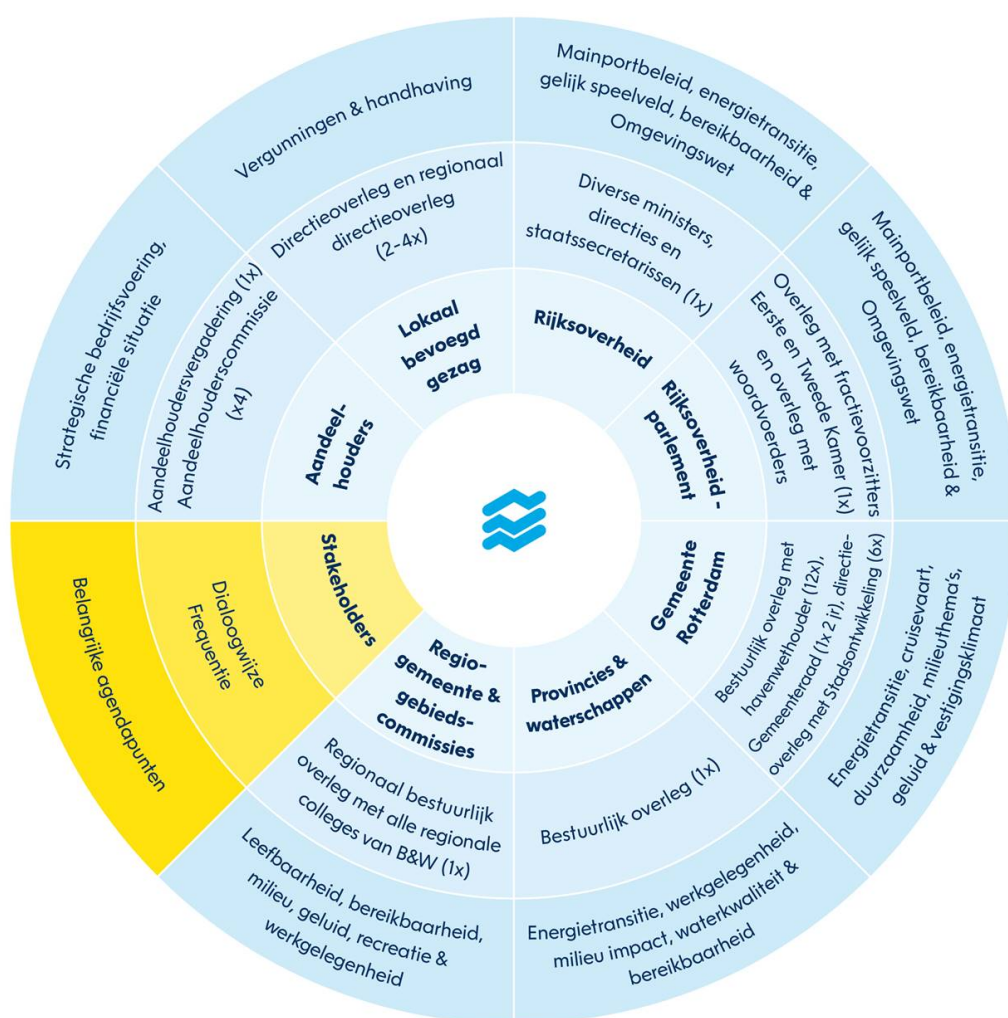 Mainportbeleid, energietransitie,
gelijk speelveld, bereikbaarheid &
Omgevingswet
Diverse ministers,
directies en
staatssecretarissen (1x)
Rijksoverheid
Mainportbeleid, energietransitie,
gelijk speelveld, bereikbaarheid &
Omgevingswet
Overleg met fractievoorzitters
Eerste en Tweede Kamer (1x)
en overleg met
woordvoerders
Rijksoverheid -
parlement
Energietransitie, cruisevaart,
duurzaamheid, milieuthema's,
geluid & vestigingsklimaat
Bestuurlijk overleg met
havenwethouder (12x),
Gemeenteraad (1x 2 jr), directie-
overleg met Stadsontwikkeling (6x)
Gemeente
Rotterdam
Energietransitie, werkgelegenheid,
milieu impact, waterkwaliteit &
bereikbaarheid
Bestuurlijk overleg (1x)
Provincies &
waterschappen
Leefbaarheid, bereikbaarheid,
milieu, geluid, recreatie &
werkgelegenheid
Regionaal bestuurlijk
overleg met alle regionale
colleges van B&W (1x)
Regio-
gemeente &
gebieds-
commissies
Belangrijke agendapunten
Dialoogwijze
Frequentie
Stakeholders
Strategische bedrijfsvoering,
financiële situatie
Aandeelhoudersvergadering (1x)
Aandeelhouderscommissie
(x4)
Aandeel-
houders
Vergunningen & handhaving
Directieoverleg en regionaal
directieoverleg
(2-4x)
Lokaal
bevoegd
gezag